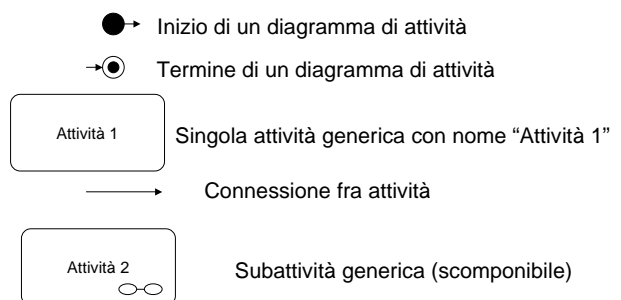 Inizio di un diagramma di attività
Termine di un diagramma di attività
Attività 1
Singola attività generica con nome “Attività 1”
Connessione fra attività
Attività 2
Subattività generica (scomponibile)